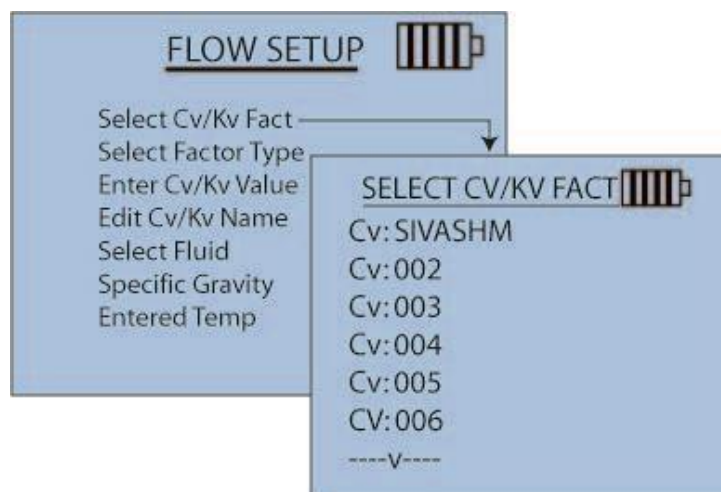 FLOW SETUP
Select Cv/Kv Fact
Select Factor Type
Enter Cv/Kv Value
Edit Cv/Kv Name
Select Fluid
Specific Gravity
Entered Temp
SELECT CV/KV FACT
Cv: SIVASHM
Cv: 002
Cv: 003
Cv: 004
Cv: 005
CV: 006
----v----